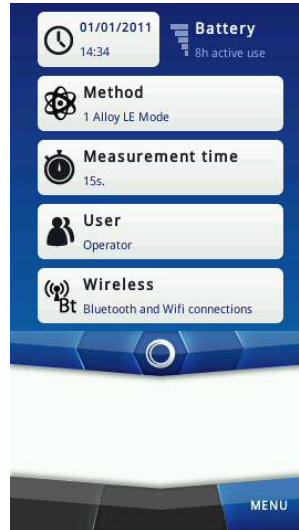 01/01/2011
14:34
Battery
8h active use
Method
1 Alloy LE Mode
Measurement time
15s.
User
Operator
Wireless
Bt
Bluetooth and Wifi connections
MENU